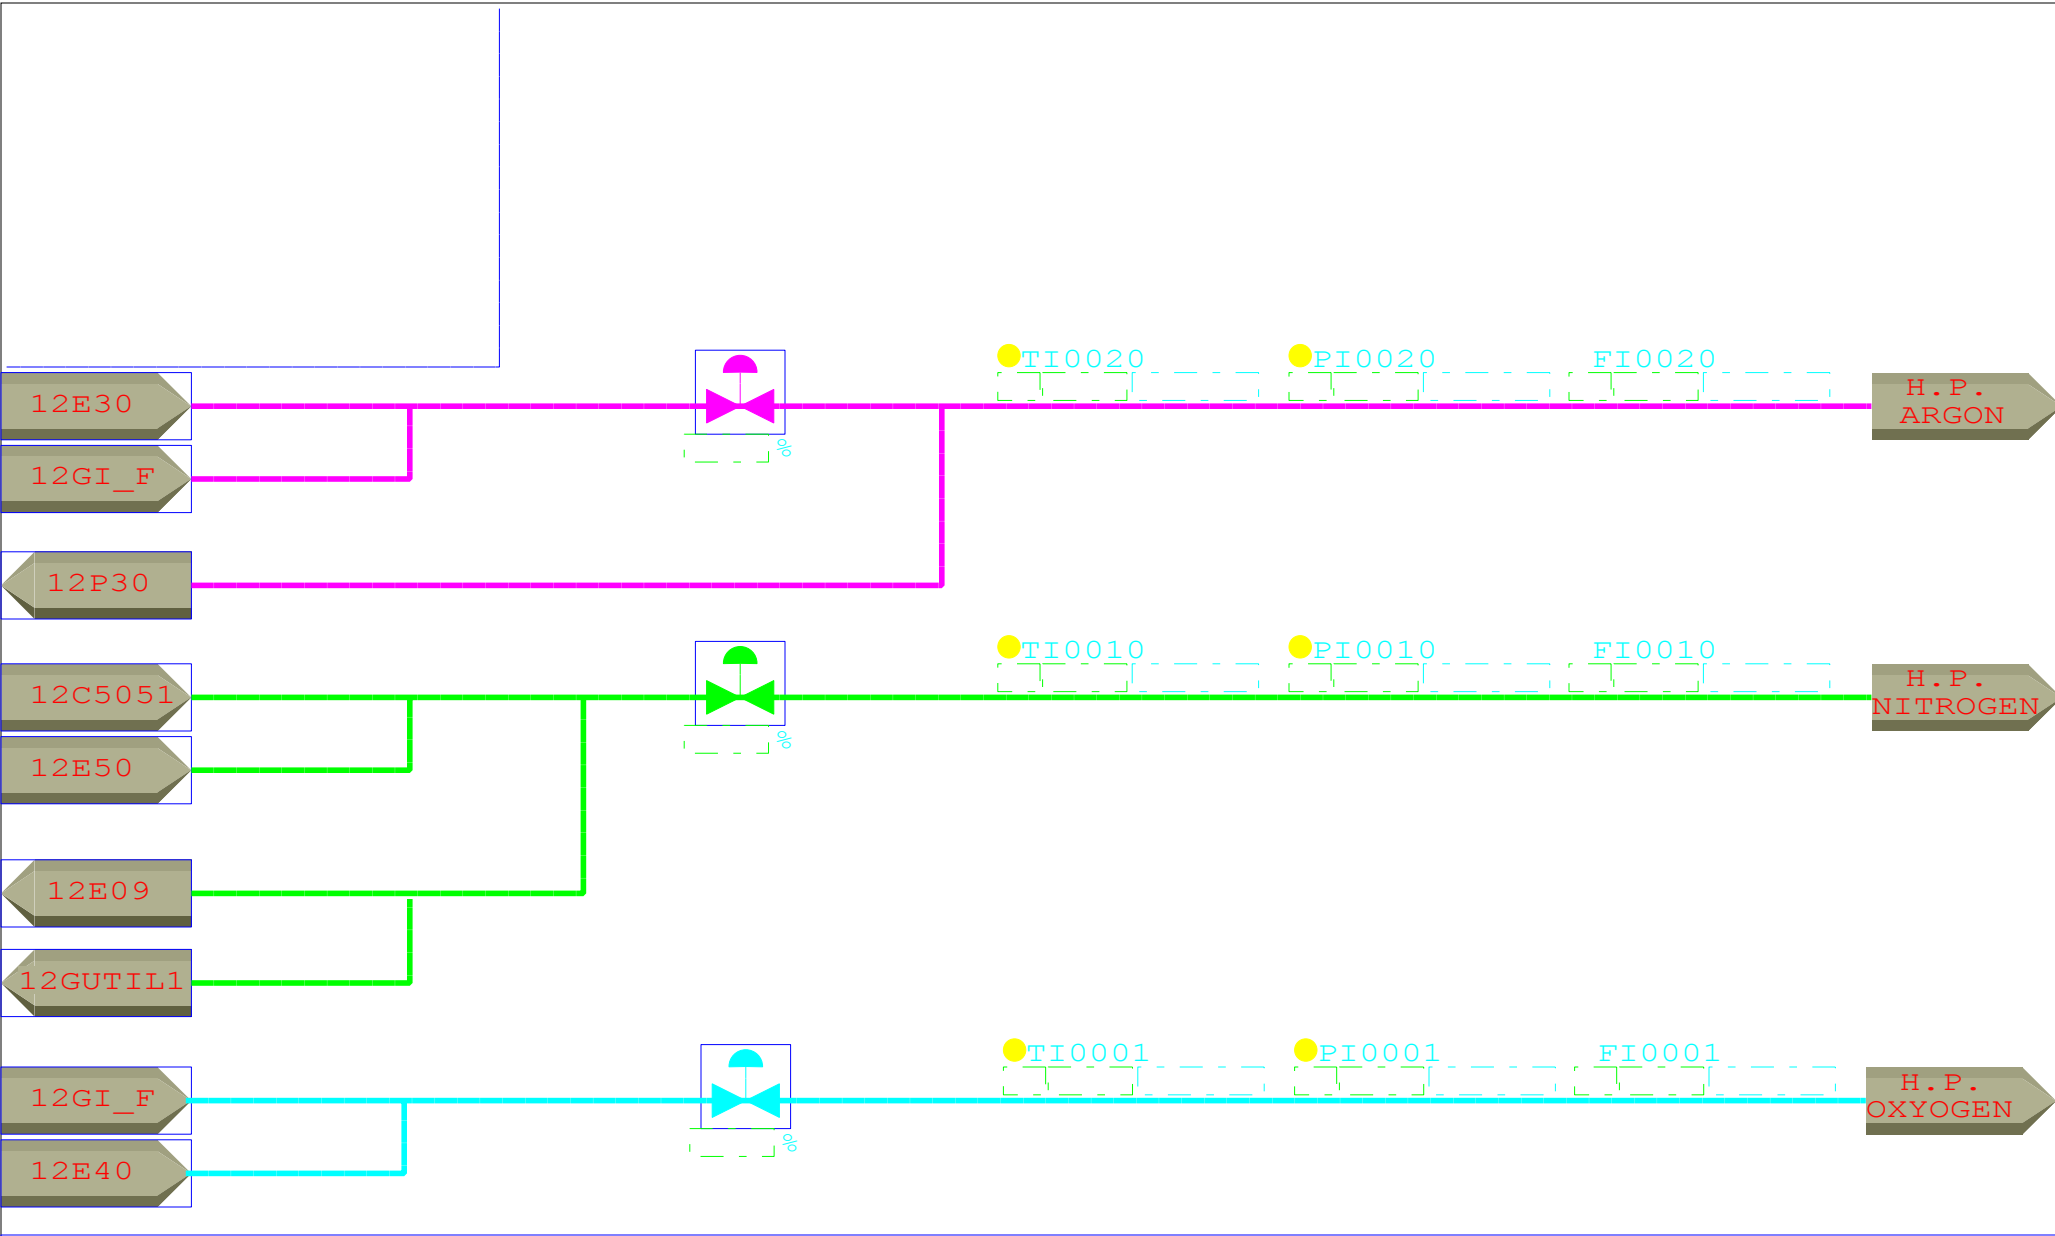 TI0020 PI0020 FI0020
12E30
H.P.
ARGON
%
12GI_F
12P30
TI0010 PI0010 FI0010
12C5051
H.P.
NITROGEN
%
12E50
12E09
12GUTIL1
TI0001 PI0001 FI0001
12GI_F
H.P.
OXYOGEN
%
12E40